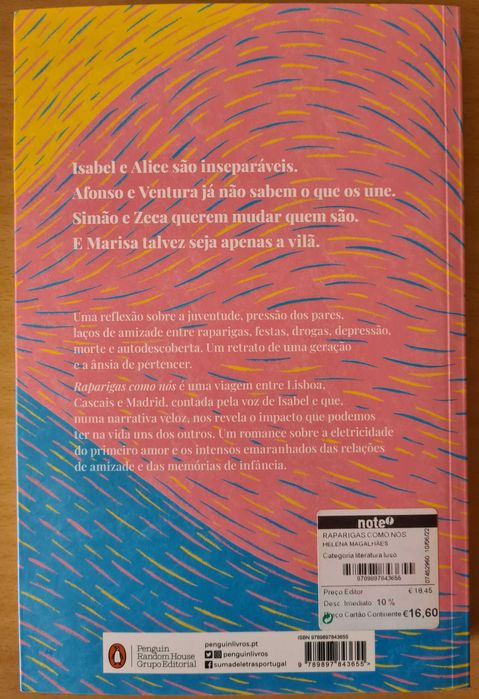 Isabel e Alice são inseparáveis.
Afonso e Ventura já não sabem o que os une.
Simão e Zeca querem mudar quem são.
E Marisa talvez seja apenas a vilã.
Uma reflexão sobre a juventude, pressão dos pares,
laços de amizade entre raparigas, festas, drogas, depressão,
morte e autodescoberta. Um retrato de uma geração
e a ânsia de pertencer.
Raparigas como nós é uma viagem entre Lisboa,
Cascais e Madrid, contada pela voz de Isabel e que,
numa narrativa veloz, nos revela o impacto que podemos
ter na vida uns dos outros. Um romance sobre a eletricidade
do primeiro amor e os intensos emaranhados das relações
de amizade e das memórias de infância.
note!
RAPARIGAS COMO NÓS
HELENA MAGALHÃES
Categoria literatura luso
9789897843655
07452960 10/06/22
Preço Editor € 18,45
Desc. Imediato 10 %
Preço Cartão Continente €16,60
Penguin
Random House
Grupo Editorial
penguinlivros.pt
penguinlivros
sumadeletrasportugal
ISBN 9789897843655
9 789897 843655